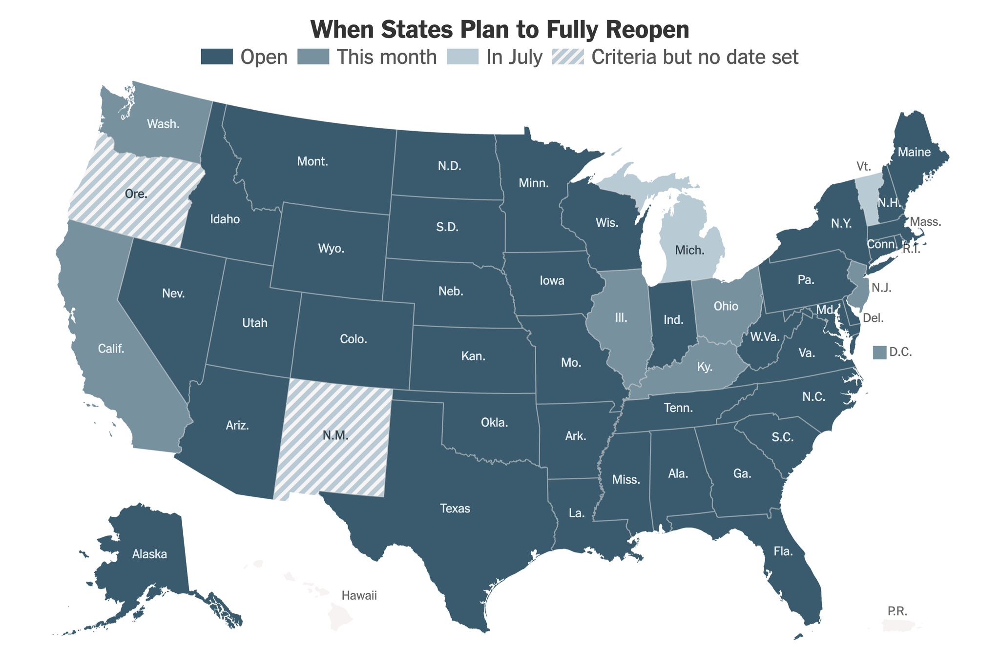 When States Plan to Fully Reopen
Open This month In July Criteria but no date set
Wash.
Maine
Mont.
N.D.
Vt.
Minn.
Ore.
N.H.
Idaho
S.D.
Wis.
N.Y.
Mass.
Wyo.
Mich.
Conn.
R.I.
Iowa
Pa.
Nev.
Neb.
N.J.
Ohio
Md.
Utah
Ill.
Ind.
Del.
Colo.
W.Va.
Calif.
Kan.
Mo.
Ky.
Va.
D.C.
N.C.
Tenn.
Ariz.
N.M.
Okla.
Ark.
S.C.
Miss.
Ala.
Ga.
Texas
La.
Alaska
Fla.
Hawaii
P.R.